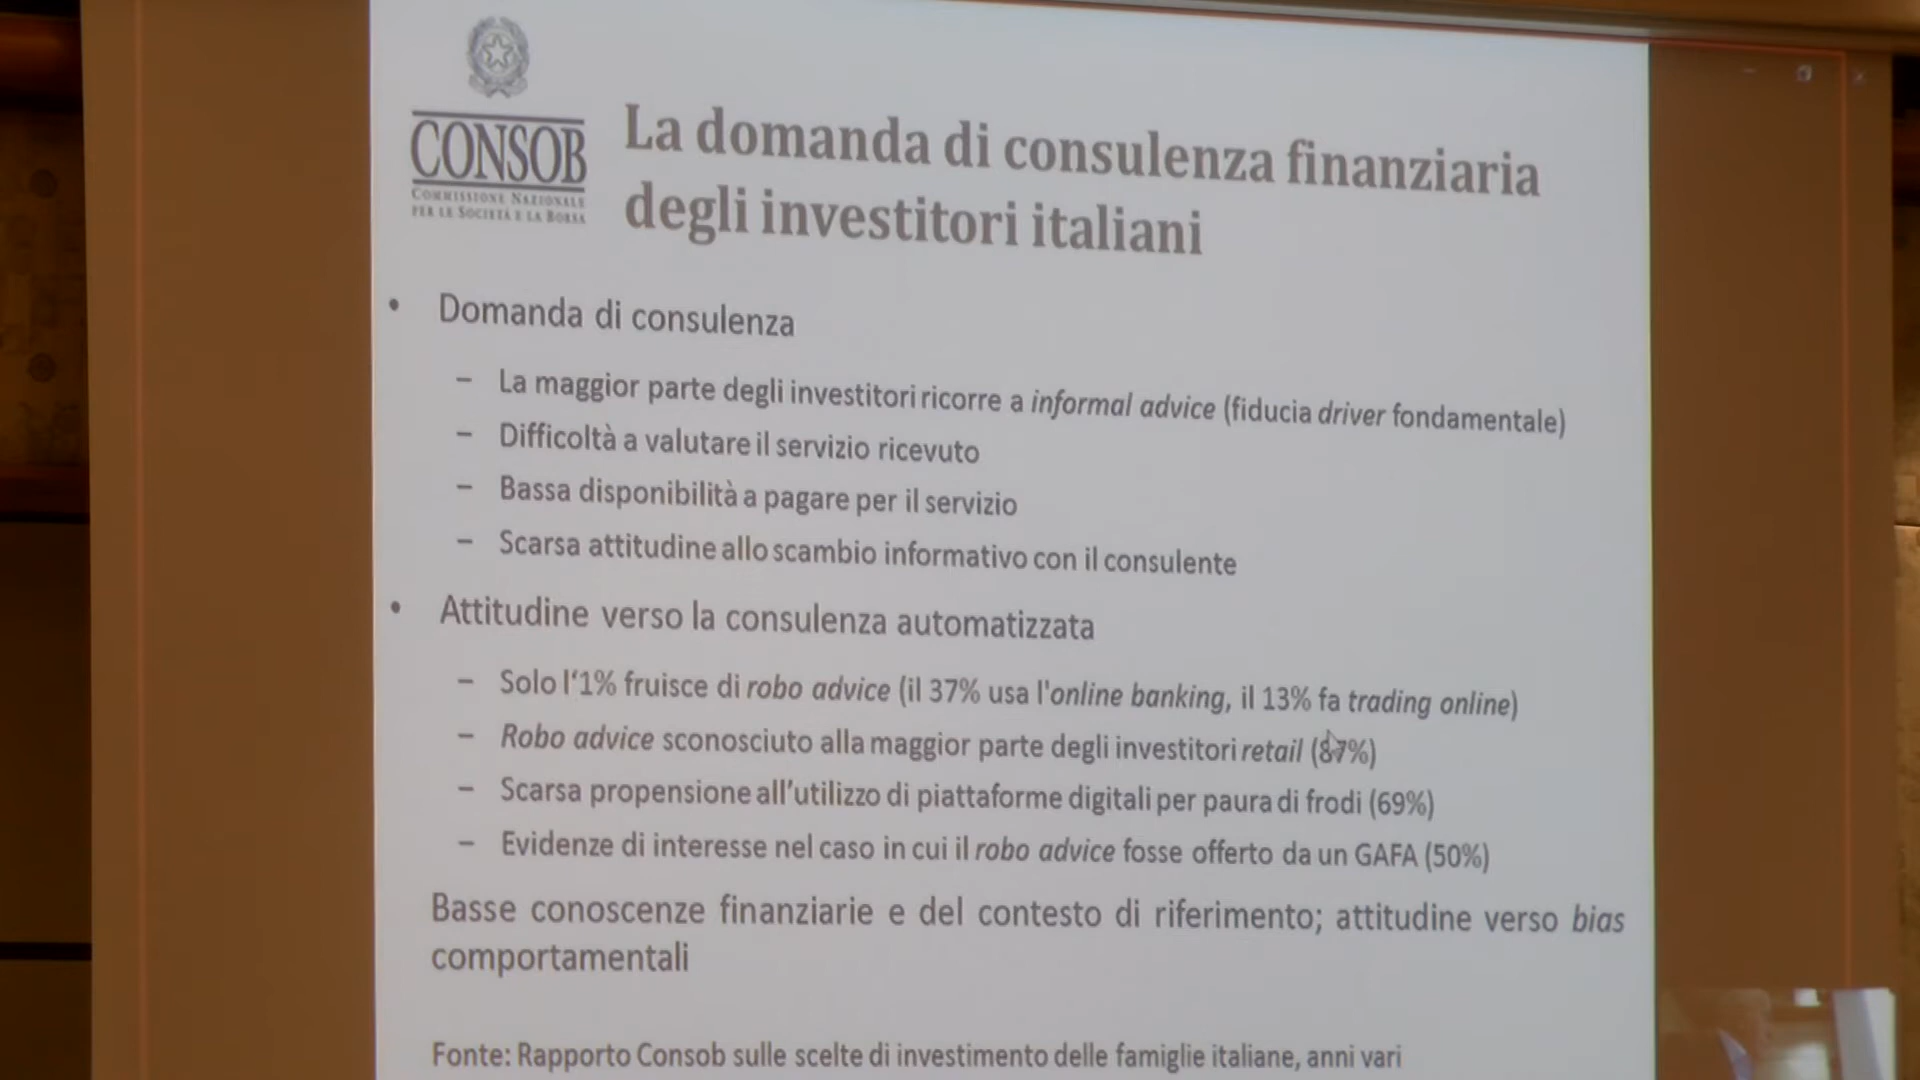 CONSOB
COMMISSIONE NAZIONALE
PER LE SOCIETÀ E LA BORSA
La domanda di consulenza finanziaria
degli investitori italiani
• Domanda di consulenza
– La maggior parte degli investitori ricorre a informal advice (fiducia driver fondamentale)
– Difficoltà a valutare il servizio ricevuto
– Bassa disponibilità a pagare per il servizio
– Scarsa attitudine allo scambio informativo con il consulente
• Attitudine verso la consulenza automatizzata
– Solo l‘1% fruisce di robo advice (il 37% usa l'online banking, il 13% fa trading online)
– Robo advice sconosciuto alla maggior parte degli investitori retail (87%)
– Scarsa propensione all’utilizzo di piattaforme digitali per paura di frodi (69%)
– Evidenze di interesse nel caso in cui il robo advice fosse offerto da un GAFA (50%)
Basse conoscenze finanziarie e del contesto di riferimento; attitudine verso bias
comportamentali
Fonte: Rapporto Consob sulle scelte di investimento delle famiglie italiane, anni vari